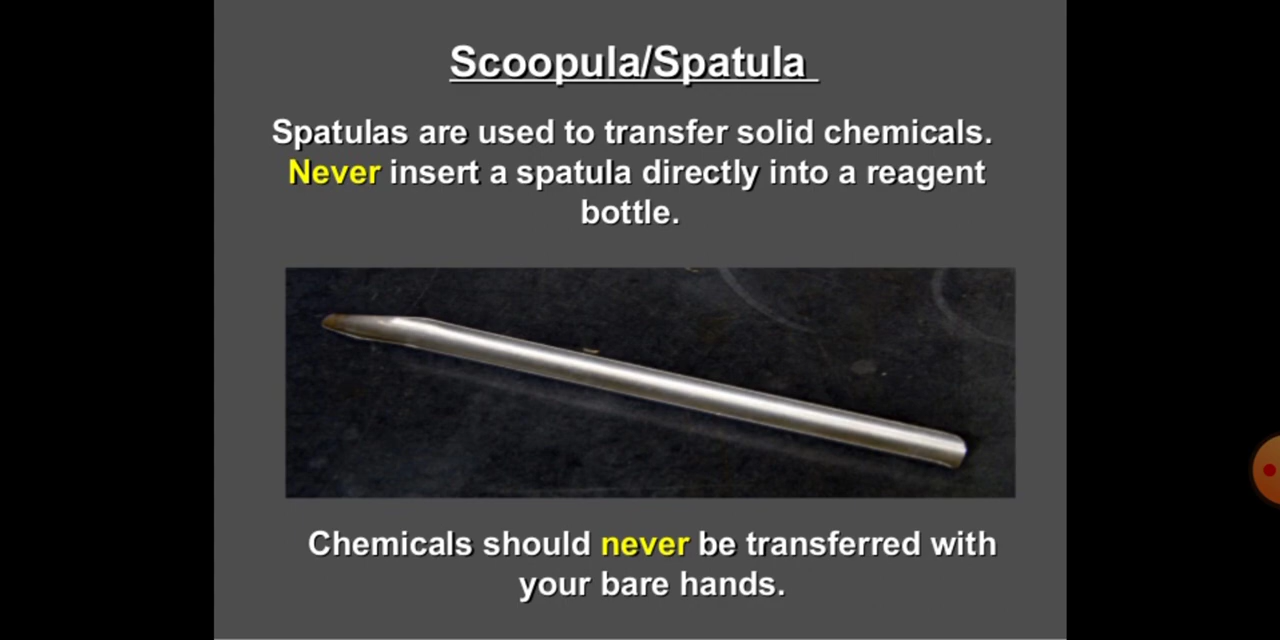 Scoopula/Spatula
Spatulas are used to transfer solid chemicals.
Never insert a spatula directly into a reagent
bottle.
Chemicals should never be transferred with
your bare hands.